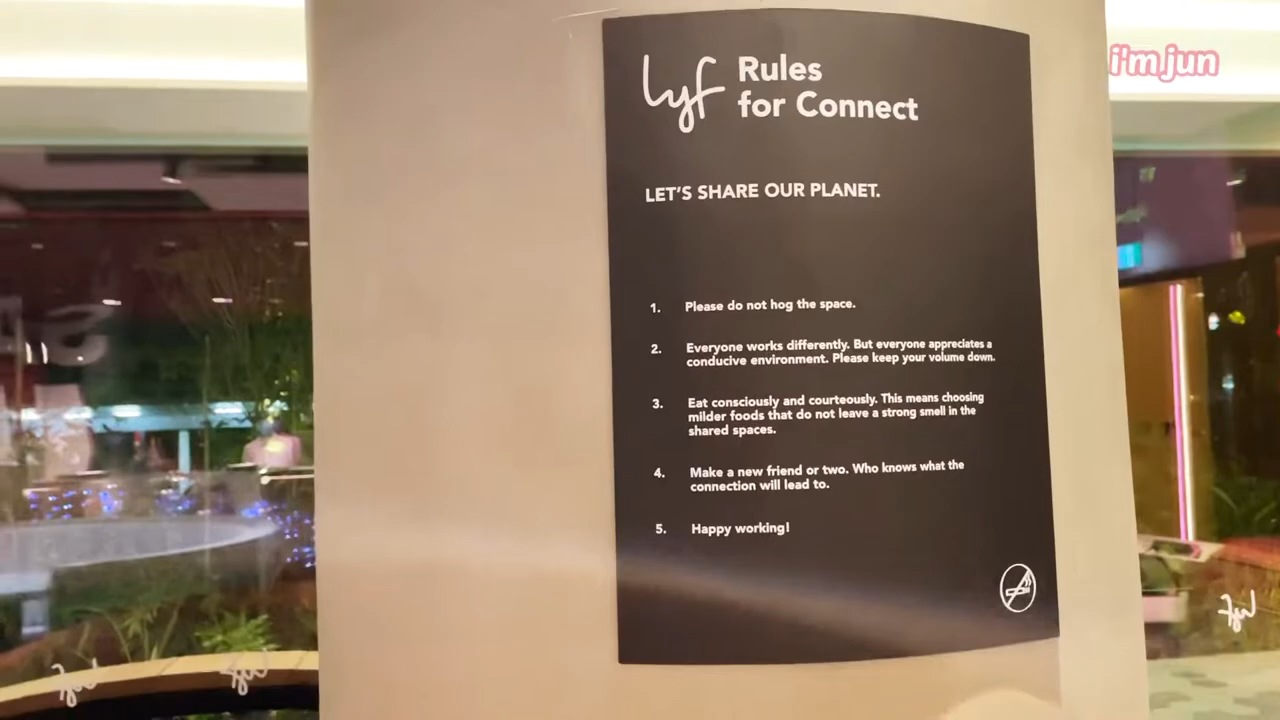 lyf Rules
for Connect
i'm jun
LET'S SHARE OUR PLANET.
1. Please do not hog the space.
2. Everyone works differently. But everyone appreciates a
conducive environment. Please keep your volume down.
3. Eat consciously and courteously. This means choosing
milder foods that do not leave a strong smell in the
shared spaces.
4. Make a new friend or two. Who knows what the
connection will lead to.
5. Happy working!
lyf
lyf
lyf